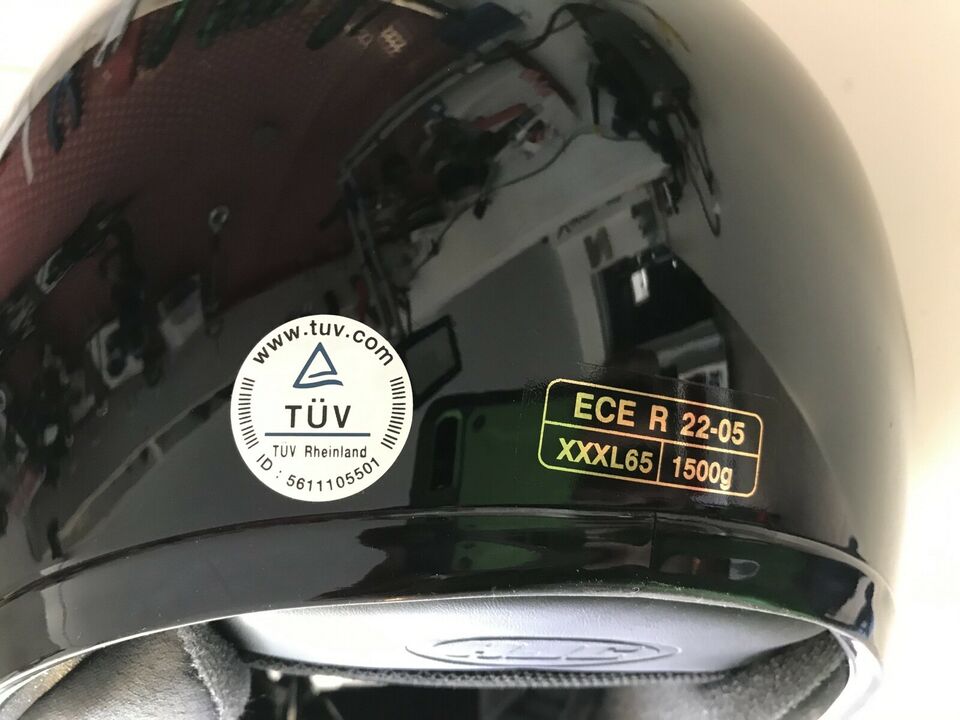 www.tuv.com
TÜV
TÜV Rheinland
ID : 5611105501
ECE R 22-05
XXXL65 1500g